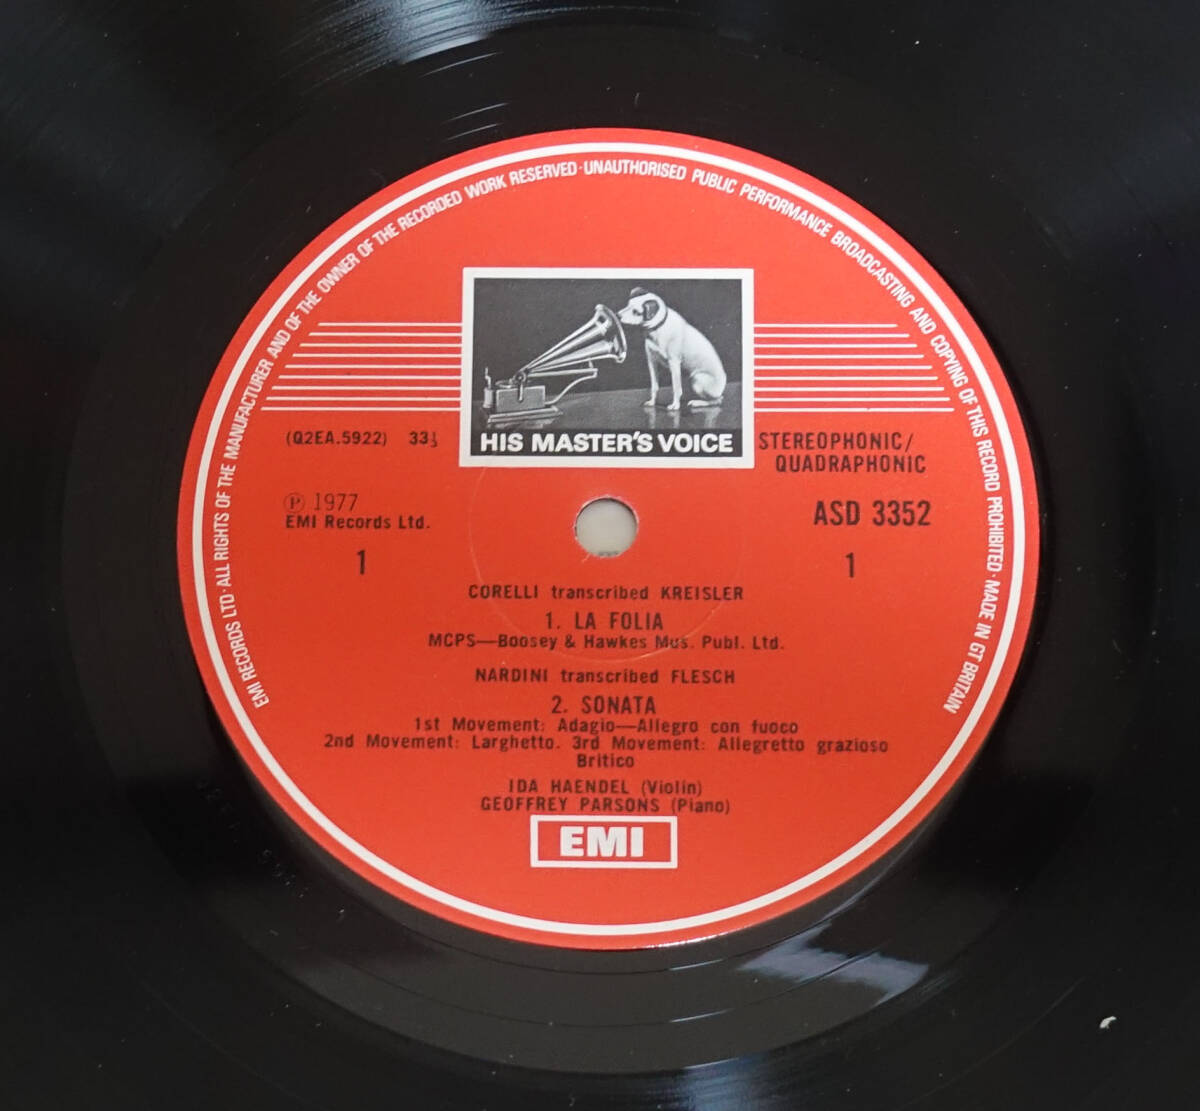 EMI RECORDS LTD·ALL RIGHTS OF THE MANUFACTURER AND OF THE OWNER OF THE RECORDED WORK RESERVED·UNAUTHORISED PUBLIC PERFORMANCE BROADCASTING AND COPYING OF THIS RECORD PROHIBITED·MADE IN GT BRITAIN
HIS MASTER'S VOICE
(Q2EA.5922) 33⅓
STEREOPHONIC/
QUADRAPHONIC
℗ 1977
EMI Records Ltd.
ASD 3352
1
1
CORELLI transcribed KREISLER
1. LA FOLIA
MCPS—Boosey & Hawkes Mus. Publ. Ltd.
NARDINI transcribed FLESCH
2. SONATA
1st Movement: Adagio—Allegro con fuoco
2nd Movement: Larghetto. 3rd Movement: Allegretto grazioso
Britico
IDA HAENDEL (Violin)
GEOFFREY PARSONS (Piano)
EMI